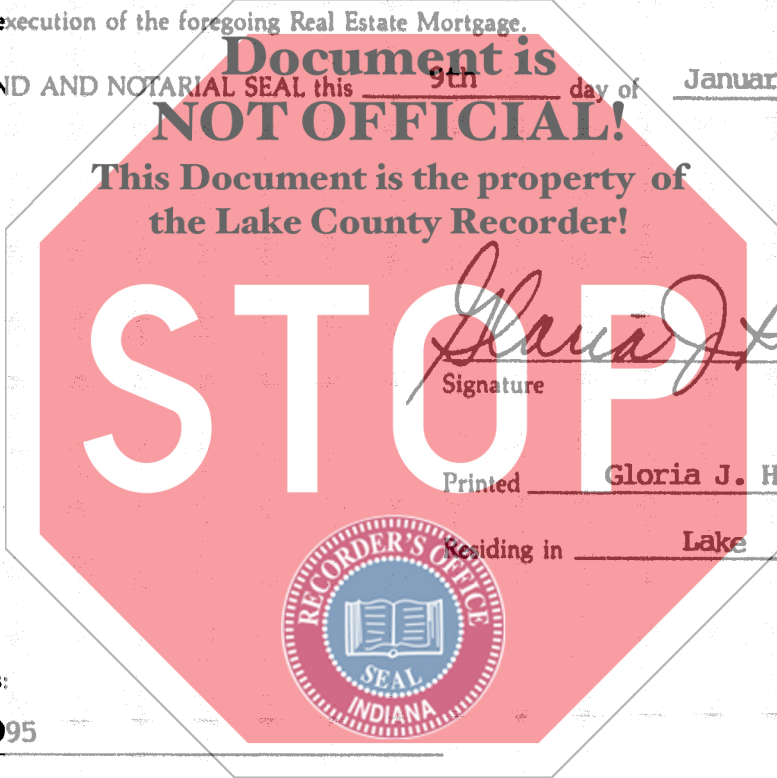 execution of the foregoing Real Estate Mortgage.
Document is
ND AND NOTARIAL SEAL this 9th day of Januar
NOT OFFICIAL!
This Document is the property of
the Lake County Recorder!
STOP
Gloria J.
Signature
Printed Gloria J. H
Residing in Lake
RECORDER'S OFFICE
SEAL
INDIANA
s:
95